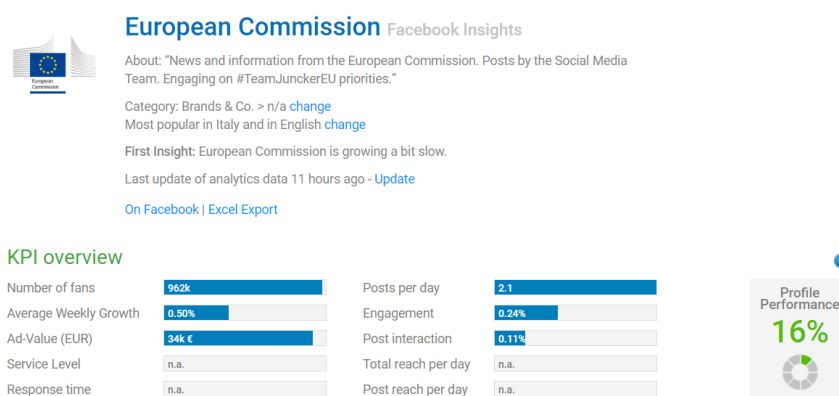 European Commission Facebook Insights
About: “News and information from the European Commission. Posts by the Social Media
Team. Engaging on #TeamJunckerEU priorities.”
European
Commission
Category: Brands & Co. > n/a change
Most popular in Italy and in English change
First Insight: European Commission is growing a bit slow.
Last update of analytics data 11 hours ago - Update
On Facebook | Excel Export
KPI overview
Number of fans 962k Posts per day 2.1
Average Weekly Growth 0.50% Engagement 0.24%
Ad-Value (EUR) 34k € Post interaction 0.11%
Service Level n.a. Total reach per day n.a.
Response time n.a. Post reach per day n.a.
Profile
Performance
16%